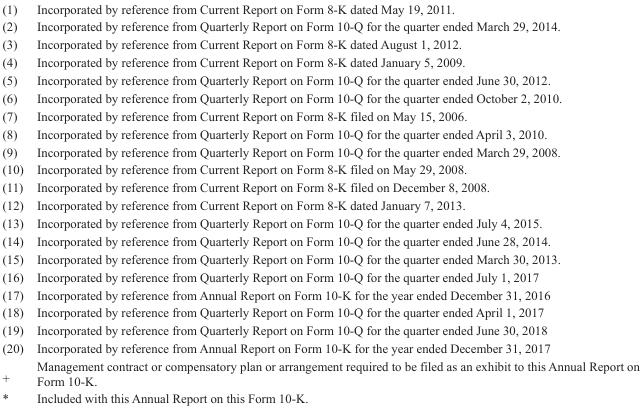 (1) Incorporated by reference from Current Report on Form 8-K dated May 19, 2011.
(2) Incorporated by reference from Quarterly Report on Form 10-Q for the quarter ended March 29, 2014.
(3) Incorporated by reference from Current Report on Form 8-K dated August 1, 2012.
(4) Incorporated by reference from Current Report on Form 8-K dated January 5, 2009.
(5) Incorporated by reference from Quarterly Report on Form 10-Q for the quarter ended June 30, 2012.
(6) Incorporated by reference from Quarterly Report on Form 10-Q for the quarter ended October 2, 2010.
(7) Incorporated by reference from Current Report on Form 8-K filed on May 15, 2006.
(8) Incorporated by reference from Quarterly Report on Form 10-Q for the quarter ended April 3, 2010.
(9) Incorporated by reference from Quarterly Report on Form 10-Q for the quarter ended March 29, 2008.
(10) Incorporated by reference from Current Report on Form 8-K filed on May 29, 2008.
(11) Incorporated by reference from Current Report on Form 8-K filed on December 8, 2008.
(12) Incorporated by reference from Current Report on Form 8-K dated January 7, 2013.
(13) Incorporated by reference from Quarterly Report on Form 10-Q for the quarter ended July 4, 2015.
(14) Incorporated by reference from Quarterly Report on Form 10-Q for the quarter ended June 28, 2014.
(15) Incorporated by reference from Quarterly Report on Form 10-Q for the quarter ended March 30, 2013.
(16) Incorporated by reference from Quarterly Report on Form 10-Q for the quarter ended July 1, 2017
(17) Incorporated by reference from Annual Report on Form 10-K for the year ended December 31, 2016
(18) Incorporated by reference from Quarterly Report on Form 10-Q for the quarter ended April 1, 2017
(19) Incorporated by reference from Quarterly Report on Form 10-Q for the quarter ended June 30, 2018
(20) Incorporated by reference from Annual Report on Form 10-K for the year ended December 31, 2017
+ Management contract or compensatory plan or arrangement required to be filed as an exhibit to this Annual Report on
Form 10-K.
* Included with this Annual Report on this Form 10-K.